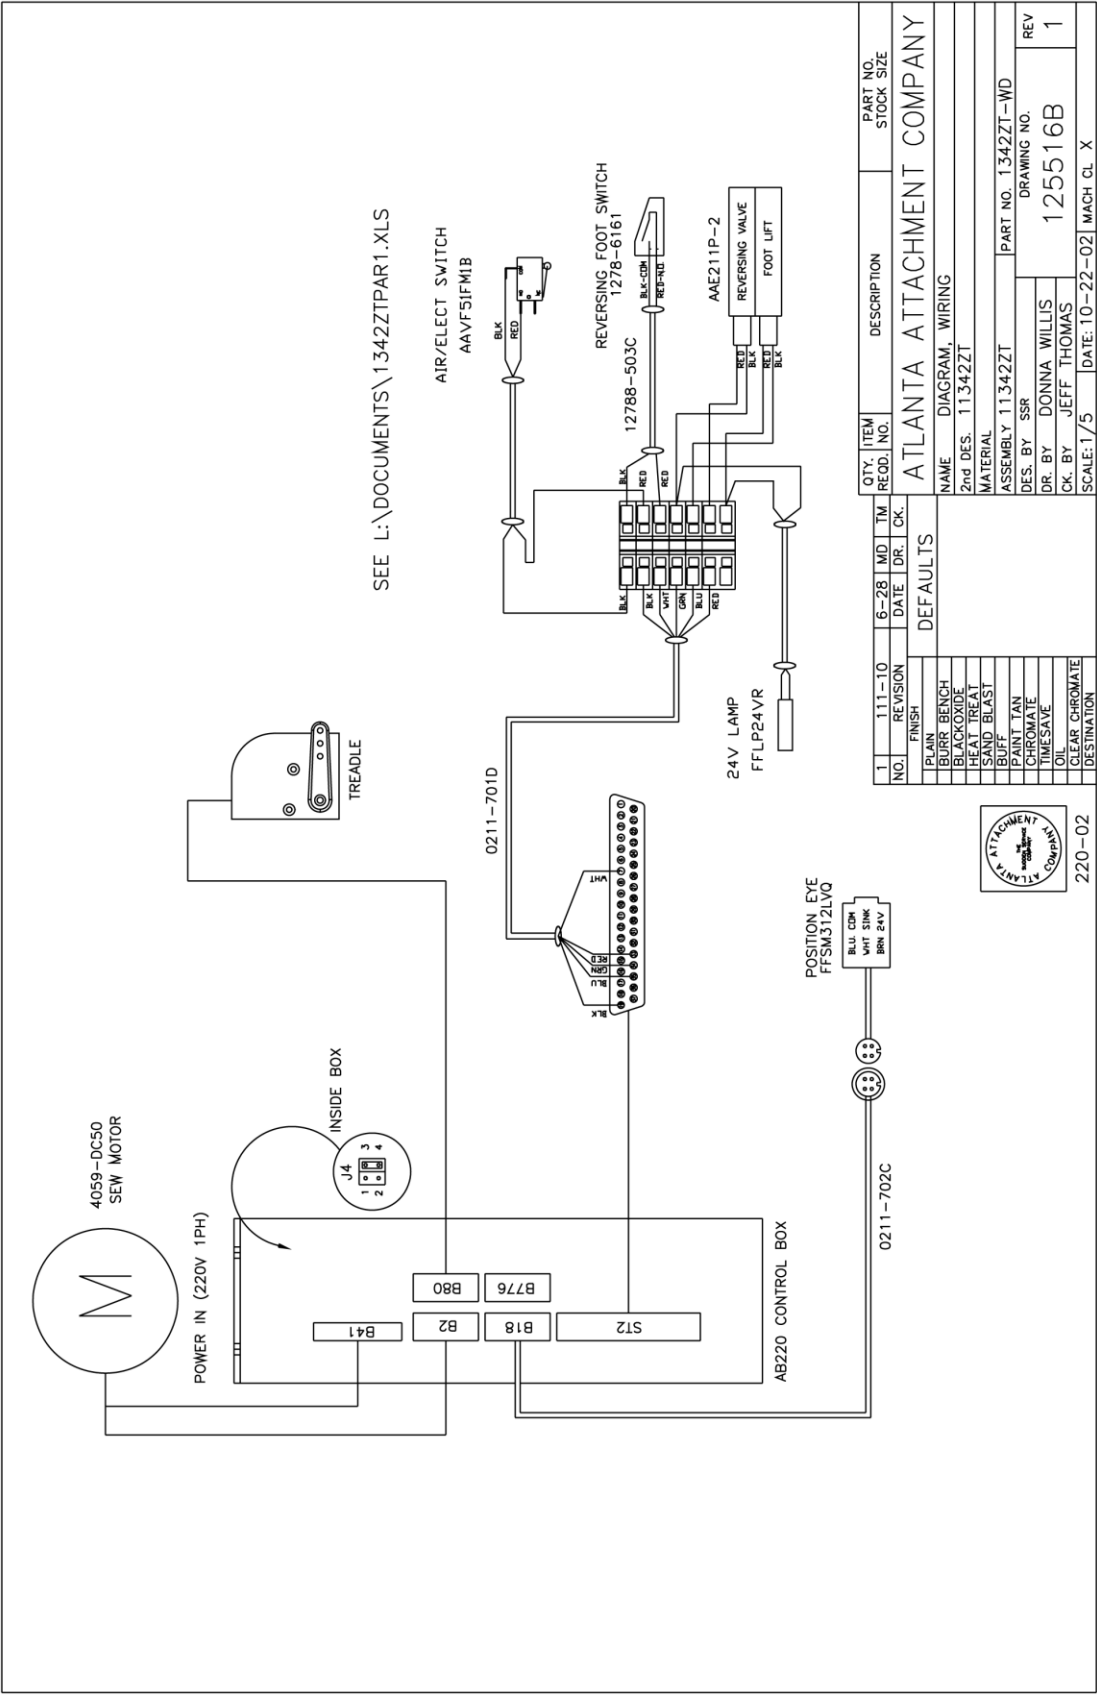 4059-DC50
SEW MOTOR
M
POWER IN (220V 1PH)
INSIDE BOX
J4
1 3
2 4
B41
B2
B80
B18
B776
ST2
AB220 CONTROL BOX
TREADLE
SEE L:\DOCUMENTS\1342ZTPAR1.XLS
AIR/ELECT SWITCH
AAVF51FM1B
BLK
RED
COM
NO
NC
REVERSING FOOT SWITCH
1278-6161
BLK-COM
RED-N.O.
12788-503C
AAE211P-2
REVERSING VALVE
FOOT LIFT
RED
BLK
RED
BLK
BLK
RED
RED
BLK
BLK
WHT
GRN
BLU
RED
0211-701D
WHT
RED
GRN
BLU
BLK
24V LAMP
FFLP24VR
POSITION EYE
FFSM312LVQ
BLU. COM
WHT SINK
BRN 24V
0211-702C
ATLANTA ATTACHMENT COMPANY
THE
SUDDEN SERVICE
COMPANY
220-02
1 111-10 6-28 MD TM
NO. REVISION DATE DR. CK.
FINISH DEFAULTS
PLAIN
BURR BENCH
BLACKOXIDE
HEAT TREAT
SAND BLAST
BUFF
PAINT TAN
CHROMATE
TIMESAVE
OIL
CLEAR CHROMATE
DESTINATION
QTY. REQD. ITEM NO. DESCRIPTION PART NO. STOCK SIZE
ATLANTA ATTACHMENT COMPANY
NAME DIAGRAM, WIRING
2nd DES. 11342ZT
MATERIAL
ASSEMBLY 11342ZT PART NO. 1342ZT-WD
DES. BY SSR DRAWING NO. REV
DR. BY DONNA WILLIS 125516B 1
CK. BY JEFF THOMAS
SCALE: 1/5 DATE: 10-22-02 MACH CL X